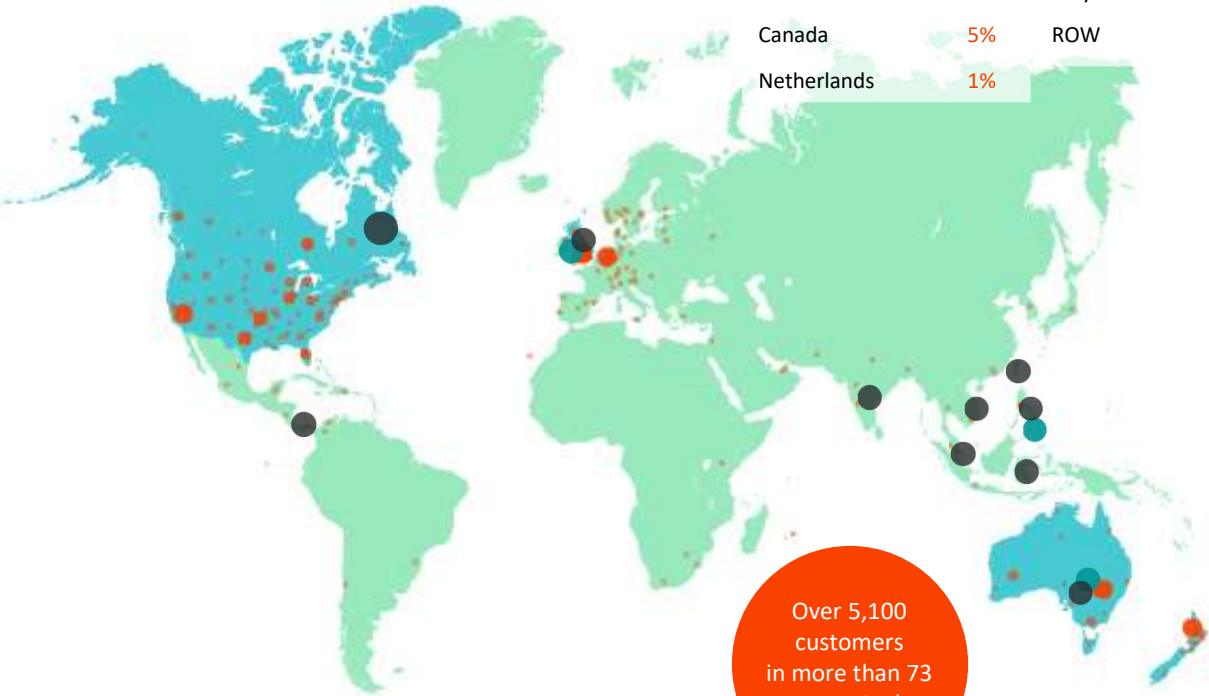 Canada 5% ROW
Netherlands 1%
Over 5,100
customers
in more than 73